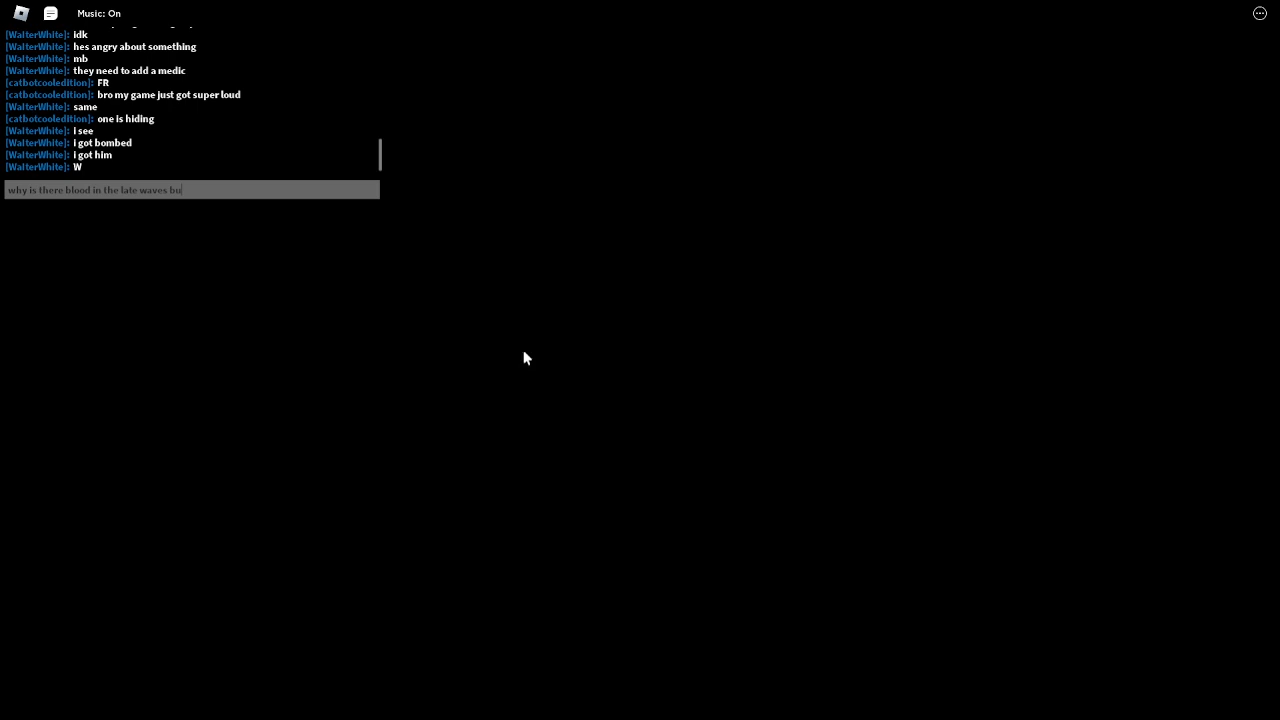 Music: On
[WalterWhite]: idk
[WalterWhite]: hes angry about something
[WalterWhite]: mb
[WalterWhite]: they need to add a medic
[catbotcooledition]: FR
[catbotcooledition]: bro my game just got super loud
[WalterWhite]: same
[catbotcooledition]: one is hiding
[WalterWhite]: i see
[WalterWhite]: i got bombed
[WalterWhite]: i got him
[WalterWhite]: W
why is there blood in the late waves bu